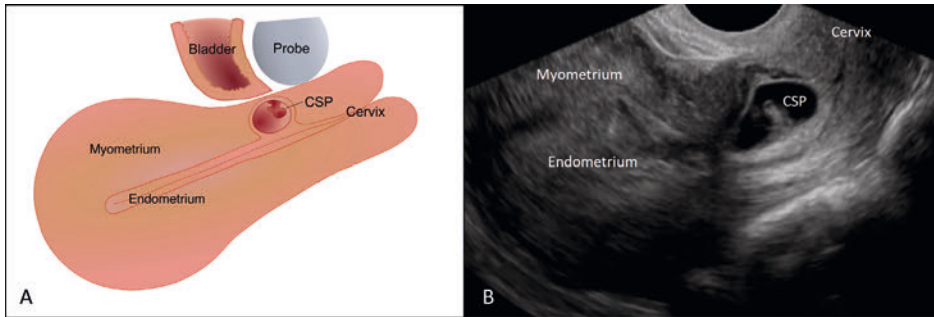 Bladder
Probe
CSP
Cervix
Myometrium
Endometrium
A
Cervix
Myometrium
CSP
Endometrium
B